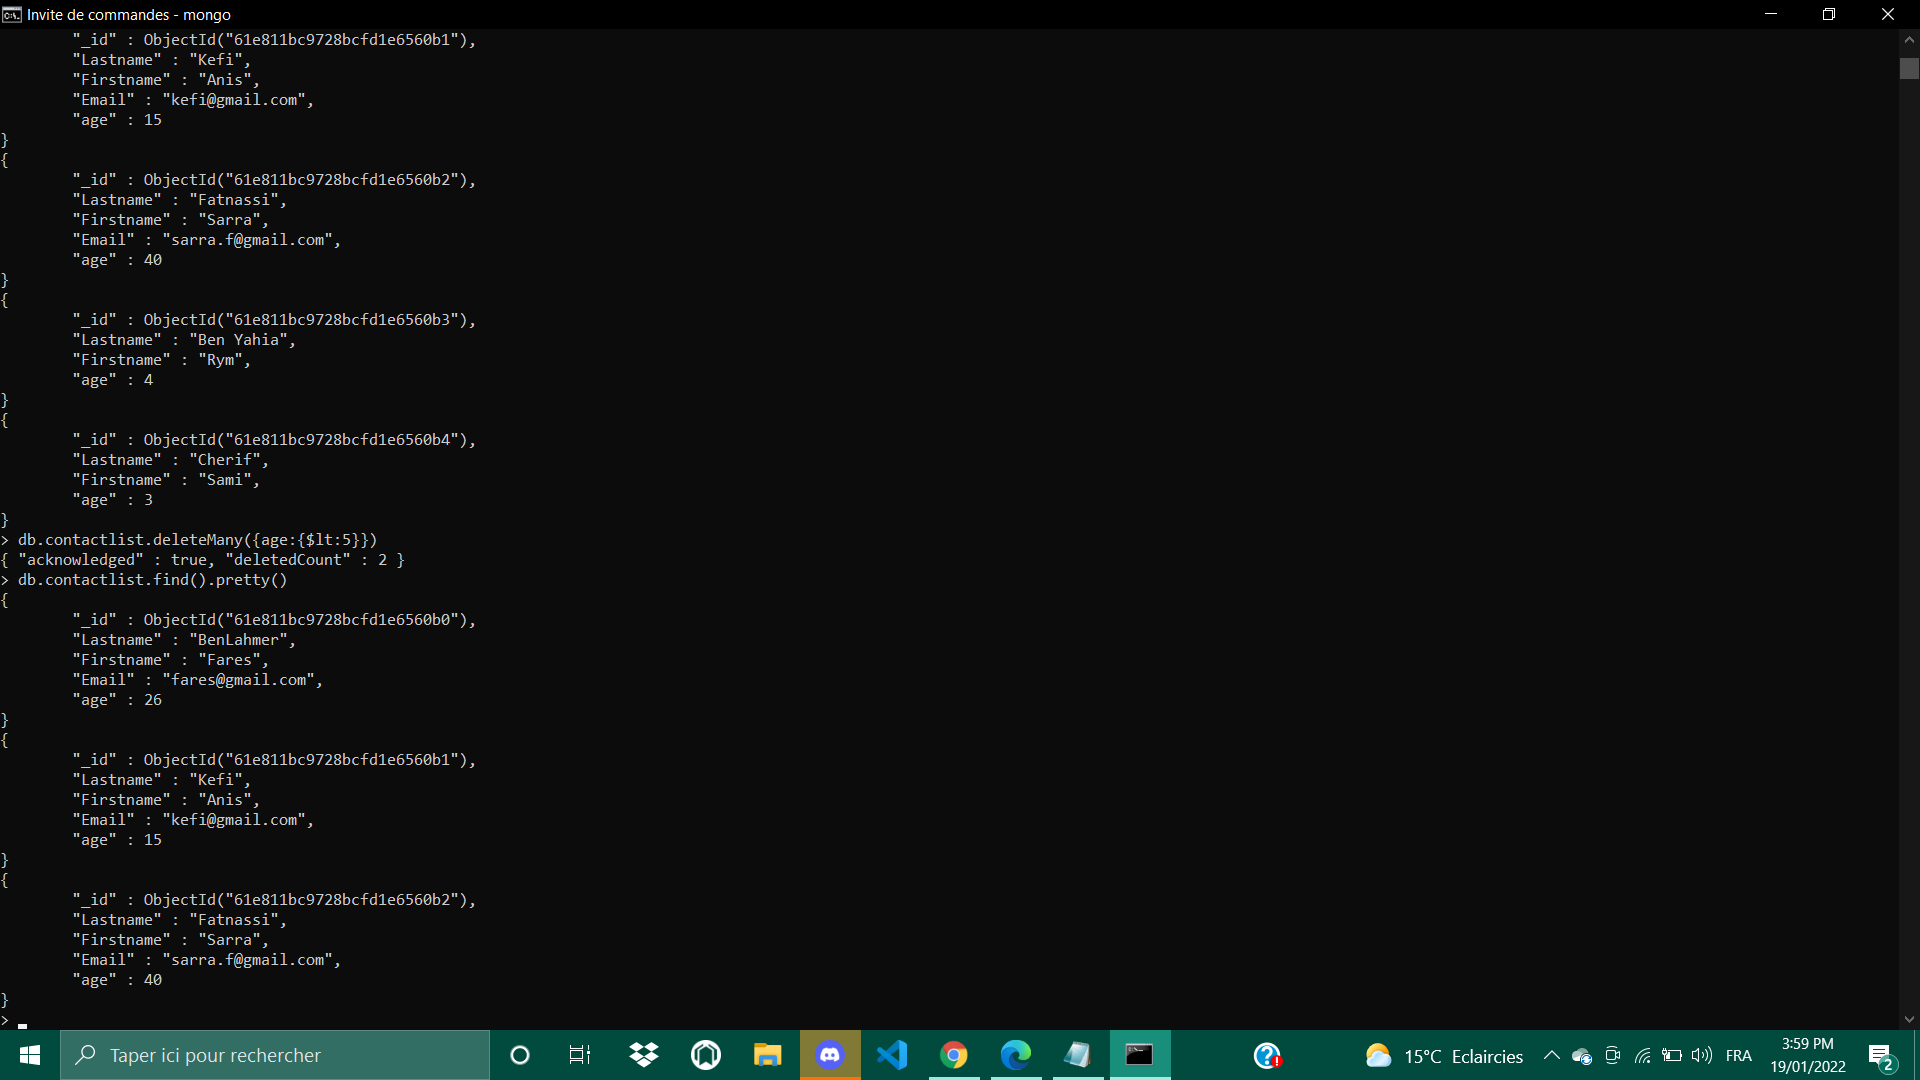 Invite de commandes - mongo
"_id" : ObjectId("61e811bc9728bcfd1e6560b1"),
"Lastname" : "Kefi",
"Firstname" : "Anis",
"Email" : "kefi@gmail.com",
"age" : 15
}
{
"_id" : ObjectId("61e811bc9728bcfd1e6560b2"),
"Lastname" : "Fatnassi",
"Firstname" : "Sarra",
"Email" : "sarra.f@gmail.com",
"age" : 40
}
{
"_id" : ObjectId("61e811bc9728bcfd1e6560b3"),
"Lastname" : "Ben Yahia",
"Firstname" : "Rym",
"age" : 4
}
{
"_id" : ObjectId("61e811bc9728bcfd1e6560b4"),
"Lastname" : "Cherif",
"Firstname" : "Sami",
"age" : 3
}
> db.contactlist.deleteMany({age:{$lt:5}})
{ "acknowledged" : true, "deletedCount" : 2 }
> db.contactlist.find().pretty()
{
"_id" : ObjectId("61e811bc9728bcfd1e6560b0"),
"Lastname" : "BenLahmer",
"Firstname" : "Fares",
"Email" : "fares@gmail.com",
"age" : 26
}
{
"_id" : ObjectId("61e811bc9728bcfd1e6560b1"),
"Lastname" : "Kefi",
"Firstname" : "Anis",
"Email" : "kefi@gmail.com",
"age" : 15
}
{
"_id" : ObjectId("61e811bc9728bcfd1e6560b2"),
"Lastname" : "Fatnassi",
"Firstname" : "Sarra",
"Email" : "sarra.f@gmail.com",
"age" : 40
}
>
Taper ici pour rechercher
15°C Eclaircies
FRA
3:59 PM
19/01/2022
2